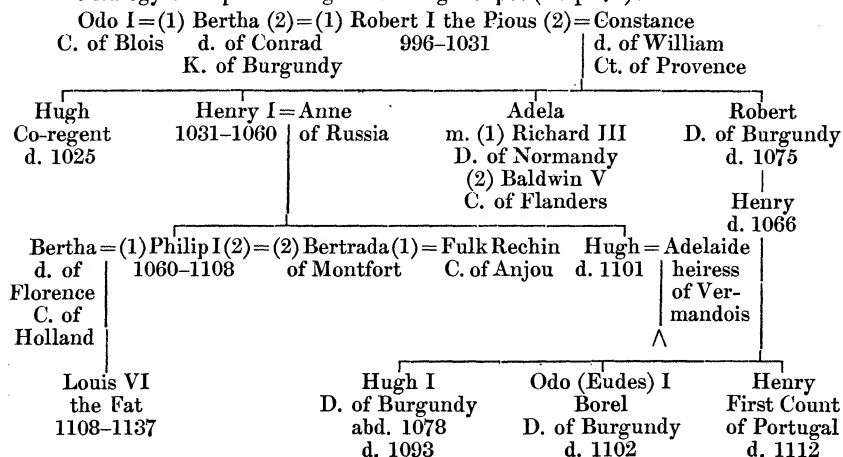 Odo I=(1) Bertha (2)=(1) Robert I the Pious (2)=Constance
C. of Blois d. of Conrad 996–1031 d. of William
K. of Burgundy Ct. of Provence
Hugh Henry I=Anne Adela Robert
Co-regent 1031–1060 of Russia m. (1) Richard III D. of Burgundy
d. 1025 D. of Normandy d. 1075
(2) Baldwin V
C. of Flanders Henry
d. 1066
Bertha=(1) Philip I (2)=(2) Bertrada (1)=Fulk Rechin Hugh=Adelaide
d. of 1060–1108 of Montfort C. of Anjou d. 1101 heiress
Florence of Ver-
C. of mandois
Holland
Louis VI Hugh I Odo (Eudes) I Henry
the Fat D. of Burgundy Borel First Count
1108–1137 abd. 1078 D. of Burgundy of Portugal
d. 1093 d. 1102 d. 1112